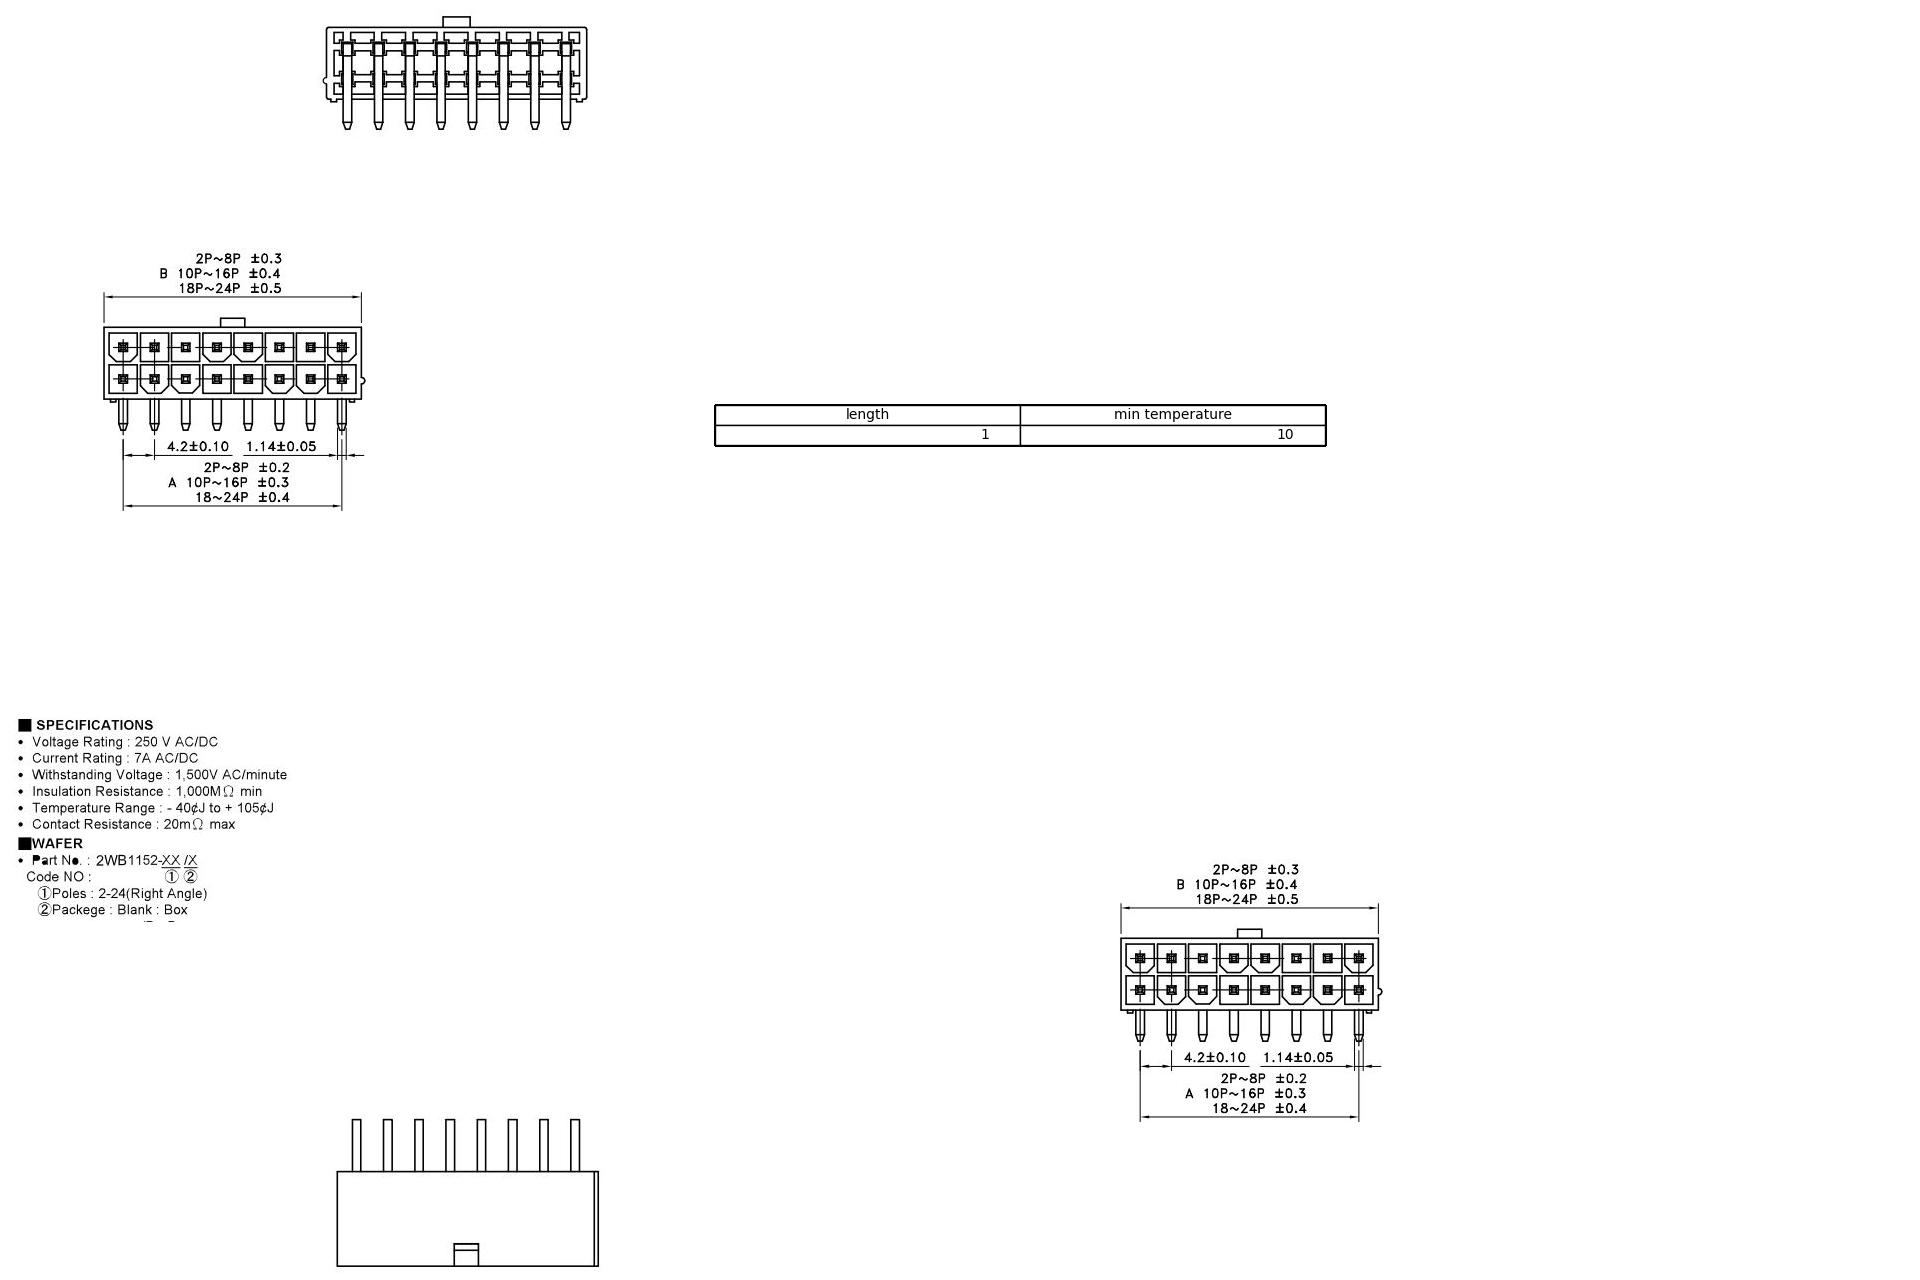 2P~8P ±0.3
B 10P~16P ±0.4
18P~24P ±0.5
4.2±0.10 1.14±0.05
2P~8P ±0.2
A 10P~16P ±0.3
18~24P ±0.4
length min temperature
1 10
■ SPECIFICATIONS
• Voltage Rating : 250 V AC/DC
• Current Rating : 7A AC/DC
• Withstanding Voltage : 1,500V AC/minute
• Insulation Resistance : 1,000MΩ min
• Temperature Range : - 40¢J to + 105¢J
• Contact Resistance : 20mΩ max
■WAFER
• Part No. : 2WB1152-XX /X
Code NO : ① ②
①Poles : 2-24(Right Angle)
②Packege : Blank : Box
2P~8P ±0.3
B 10P~16P ±0.4
18P~24P ±0.5
4.2±0.10 1.14±0.05
2P~8P ±0.2
A 10P~16P ±0.3
18~24P ±0.4